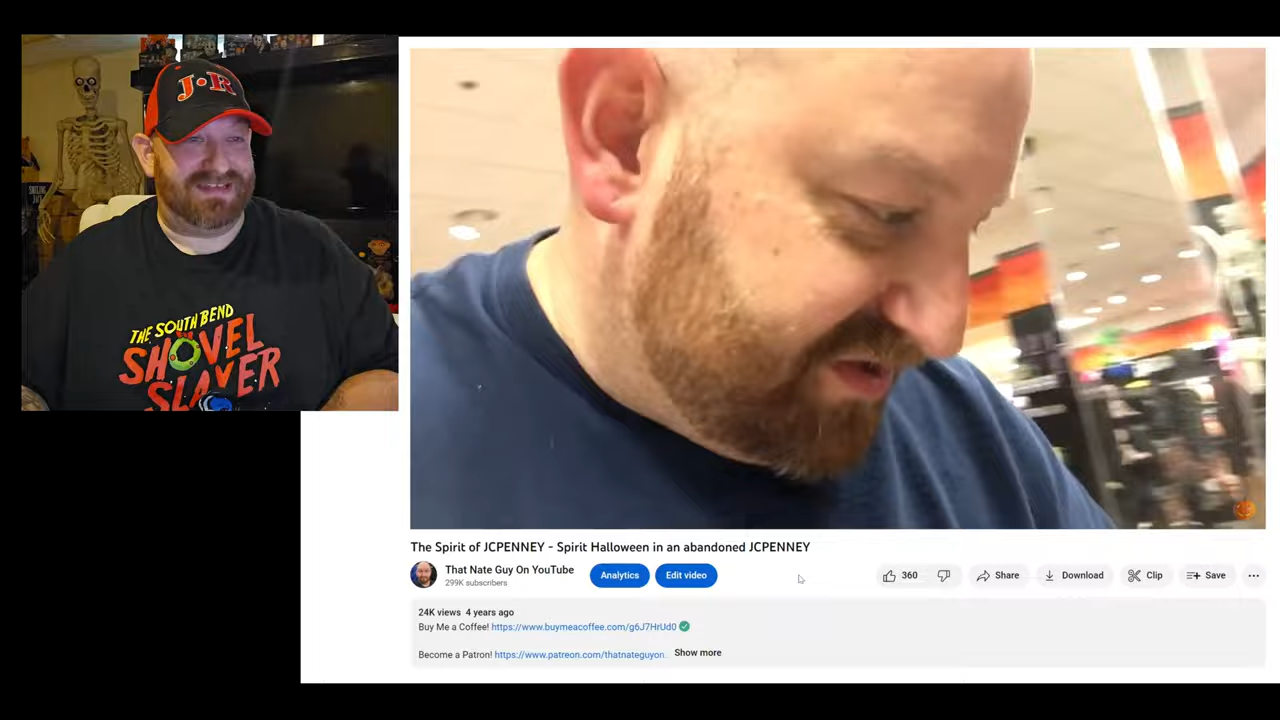 J·R
THE SOUTH BEND
SHOVEL
SLAYER
The Spirit of JCPENNEY - Spirit Halloween in an abandoned JCPENNEY
That Nate Guy On YouTube
299K subscribers
Analytics
Edit video
360
Share
Download
Clip
Save
24K views 4 years ago
Buy Me a Coffee! https://www.buymeacoffee.com/g6J7HrUd0
Become a Patron! https://www.patreon.com/thatnateguyon...
Show more